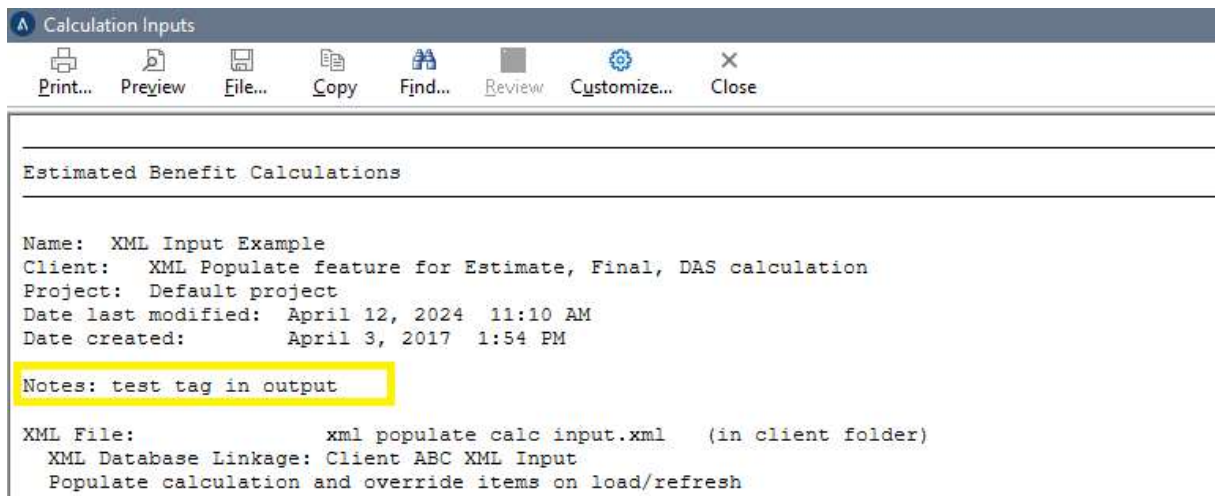 Calculation Inputs
Print... Preview File... Copy Find... Review Customize... Close
Estimated Benefit Calculations
Name: XML Input Example
Client: XML Populate feature for Estimate, Final, DAS calculation
Project: Default project
Date last modified: April 12, 2024 11:10 AM
Date created: April 3, 2017 1:54 PM
Notes: test tag in output
XML File: xml populate calc input.xml (in client folder)
XML Database Linkage: Client ABC XML Input
Populate calculation and override items on load/refresh